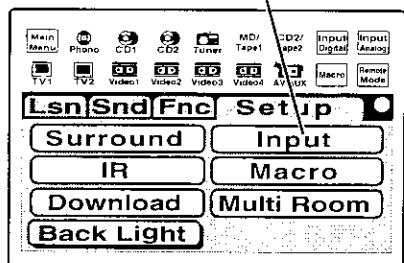 Main Menu Phono CD1 CD2 Tuner MD/ Tape1 CD2/ Tape2 Input Digital Input (Analog)
TV1 TV2 Video1 Video2 Video3 Video4 AV AUX Macro Remote Mode
Lsn Snd Fnc Setup
Surround Input
IR Macro
Download Multi Room
Back Light